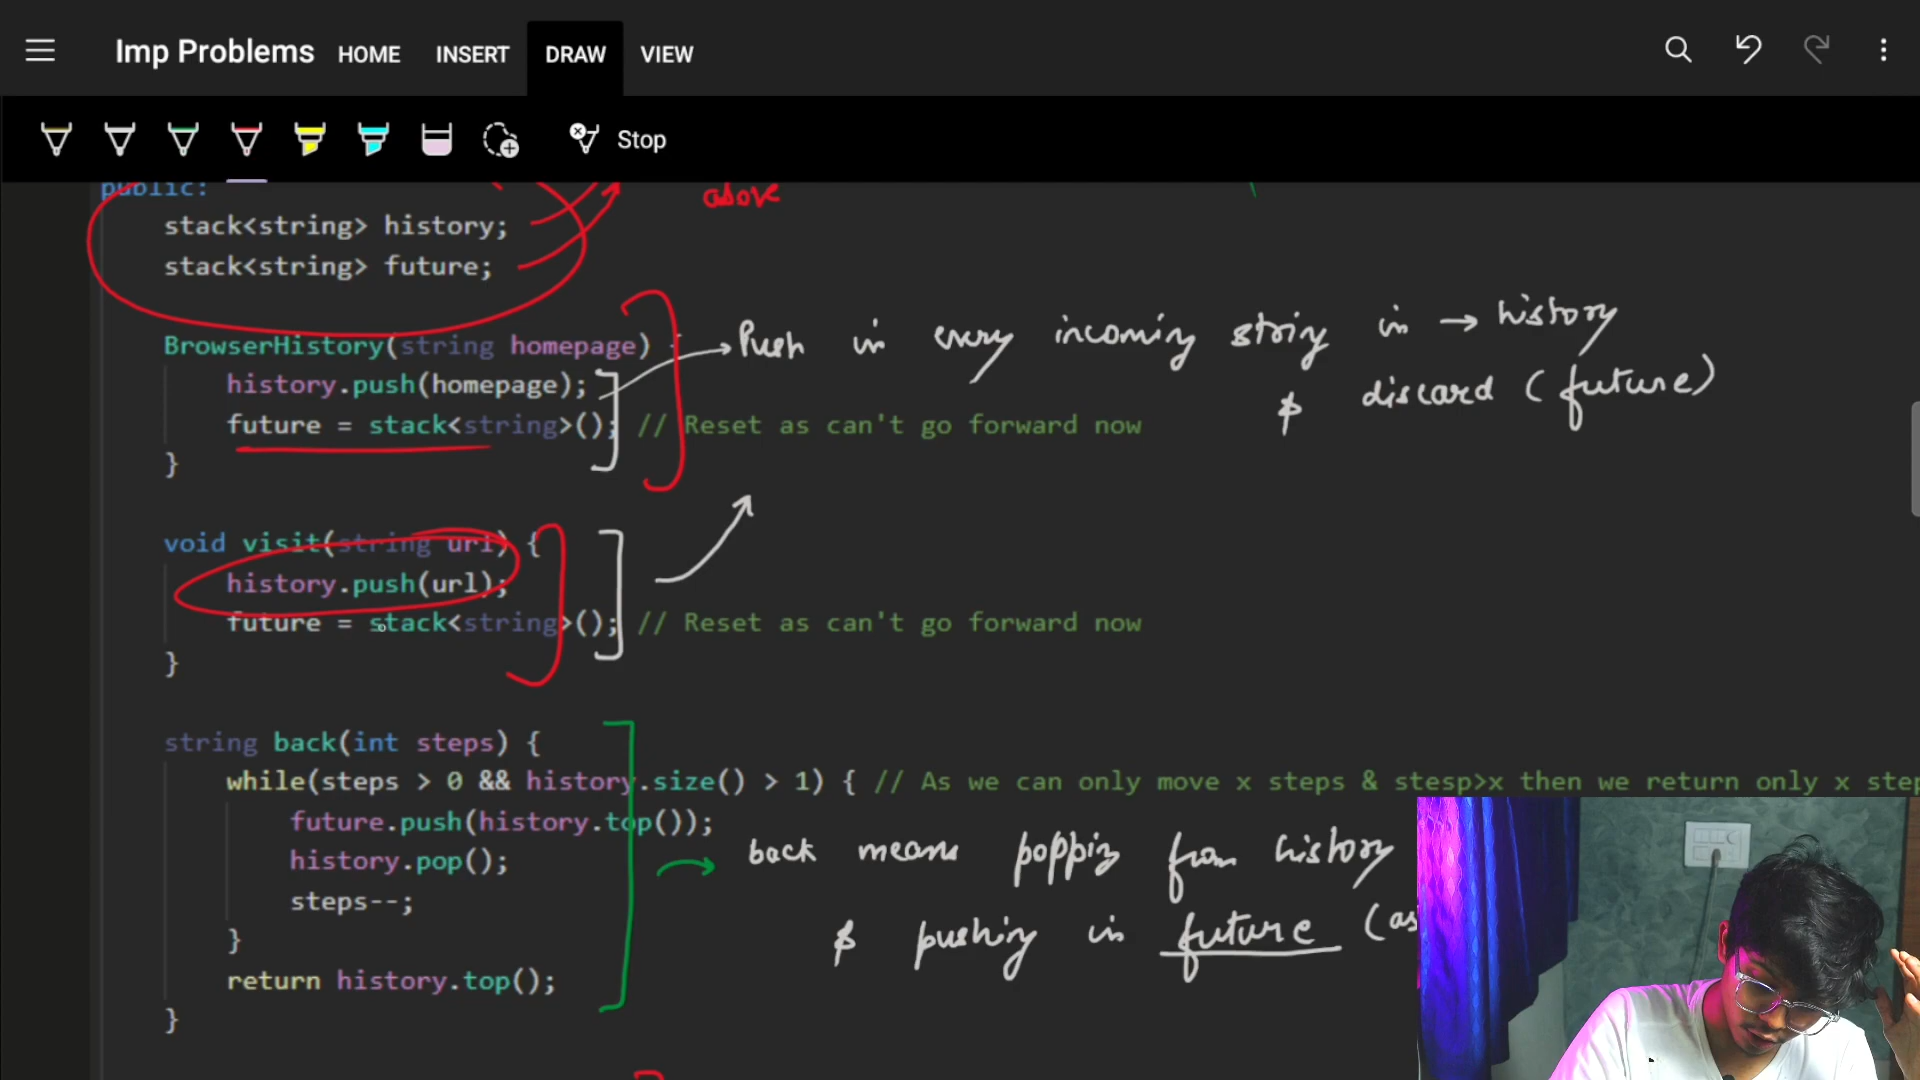 Imp Problems HOME INSERT DRAW VIEW
Stop
public:
above
stack<string> history;
stack<string> future;
BrowserHistory(string homepage) {
Push in every incoming string in → history
history.push(homepage);
& discard (future)
future = stack<string>(); // Reset as can't go forward now
}
void visit(string url) {
history.push(url);
future = stack<string>(); // Reset as can't go forward now
}
string back(int steps) {
while(steps > 0 && history.size() > 1) { // As we can only move x steps & stesp>x then we return only x step
future.push(history.top());
history.pop();
back means popping from history
steps--;
& pushing in future (as
}
return history.top();
}